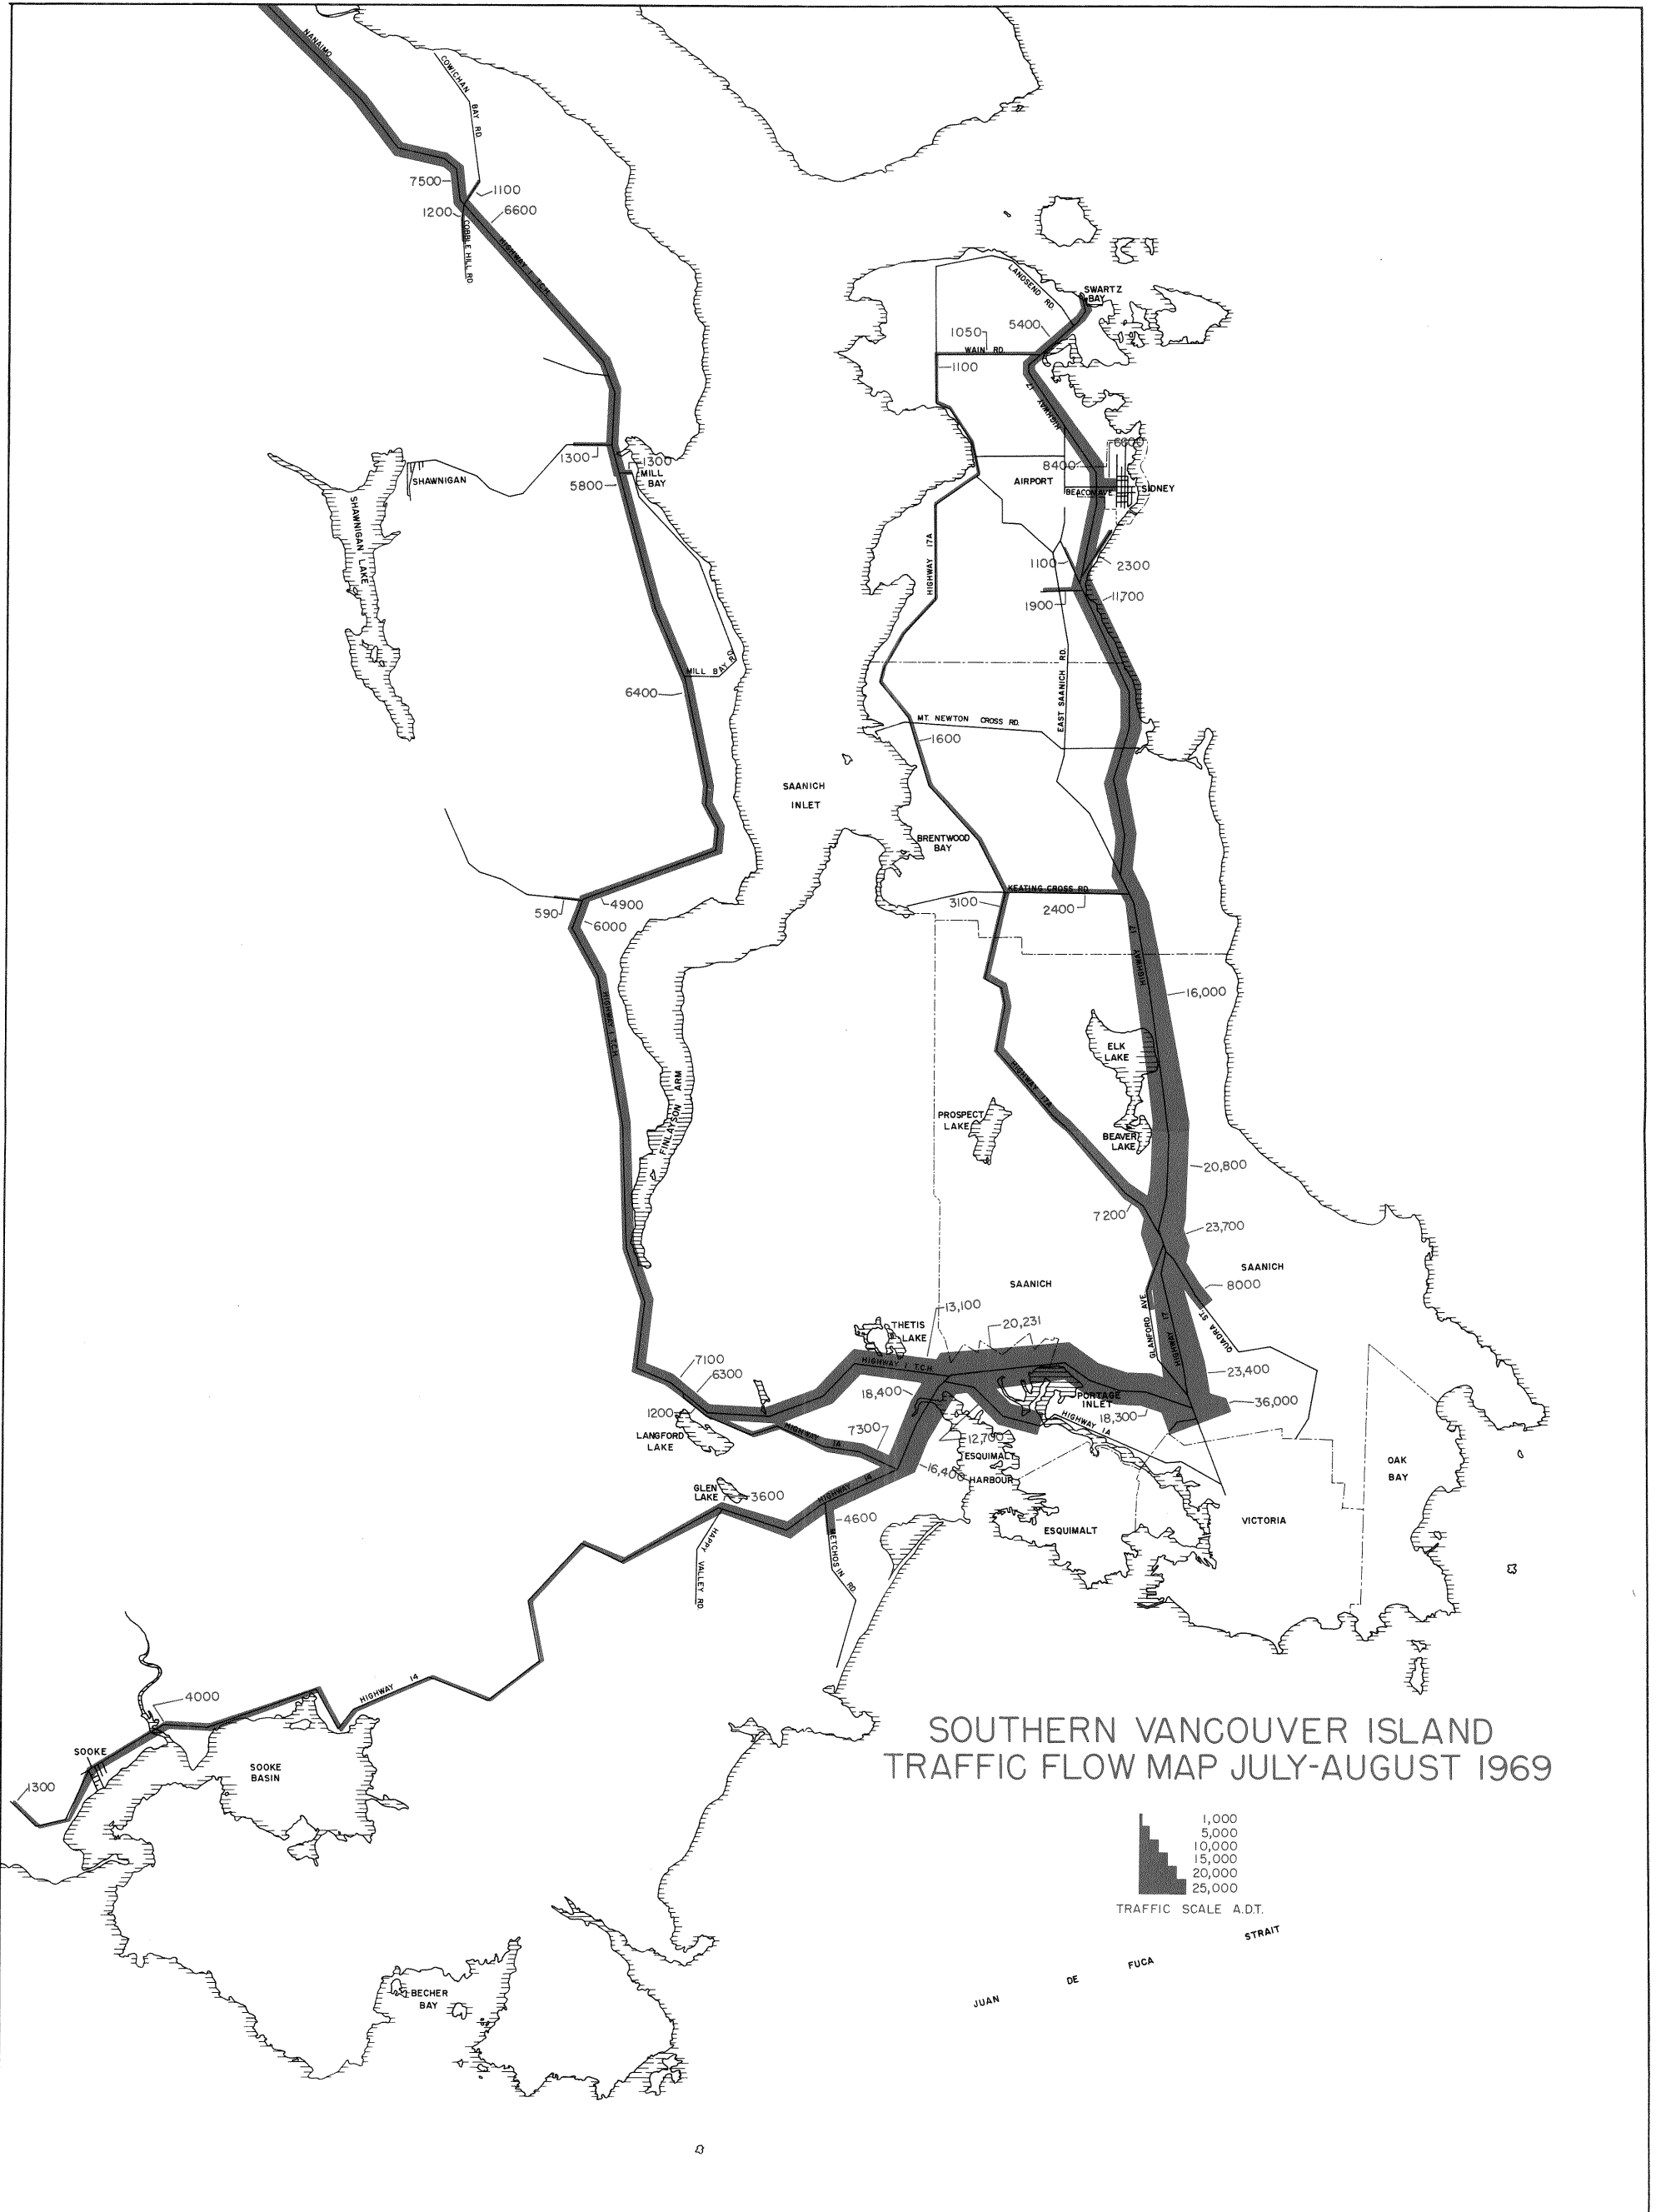 NANAIMO
COWICHAN BAY RD.
7500
1100
1200
6600
COBBLE HILL RD.
HIGHWAY 1 T.C.H.
LANDSEND RD.
SWARTZ
BAY
1050
5400
WAIN RD.
1100
HIGHWAY 17
1300
1300
MILL
BAY
5800
SHAWNIGAN
SHAWNIGAN LAKE
6600
8400
AIRPORT
BEACON AVE
SIDNEY
HIGHWAY 17A
1100
2300
1900
11,700
MILL BAY RD.
6400
EAST SAANICH RD.
MT. NEWTON CROSS RD.
1600
SAANICH
INLET
BRENTWOOD
BAY
KEATING CROSS RD.
3100
2400
590
4900
6000
HIGHWAY 17
16,000
HIGHWAY 1 T.C.H.
ELK
LAKE
FINLAYSON ARM
HIGHWAY 17A
PROSPECT
LAKE
BEAVER
LAKE
20,800
7200
23,700
SAANICH
SAANICH
8000
GLANFORD AVE.
HIGHWAY 17
QUADRA ST.
13,100
20,231
THETIS
LAKE
HIGHWAY 1 T.C.H.
7100
6300
23,400
18,400
PORTAGE
INLET
36,000
1200
18,300
HIGHWAY 1A
LANGFORD
LAKE
HIGHWAY 1A
7300
12,700
ESQUIMALT
HARBOUR
16,400
OAK
BAY
GLEN
LAKE
3600
HIGHWAY 14
4600
METCHOSIN RD.
HAPPY VALLEY RD.
ESQUIMALT
VICTORIA
HIGHWAY 14
4000
SOOKE
SOOKE
BASIN
1300
SOUTHERN VANCOUVER ISLAND
TRAFFIC FLOW MAP JULY-AUGUST 1969
1,000
5,000
10,000
15,000
20,000
25,000
TRAFFIC SCALE A.D.T.
BECHER
BAY
JUAN DE FUCA STRAIT